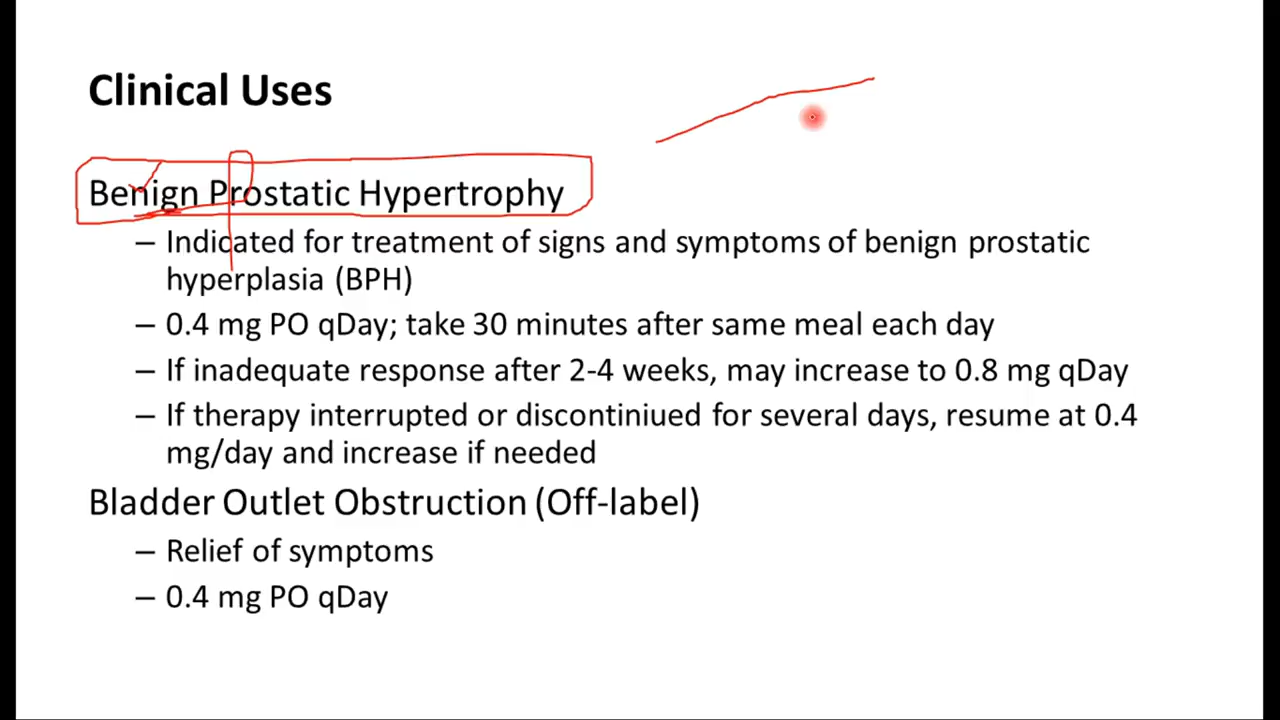 Clinical Uses
Benign Prostatic Hypertrophy
– Indicated for treatment of signs and symptoms of benign prostatic
hyperplasia (BPH)
– 0.4 mg PO qDay; take 30 minutes after same meal each day
– If inadequate response after 2-4 weeks, may increase to 0.8 mg qDay
– If therapy interrupted or discontiniued for several days, resume at 0.4
mg/day and increase if needed
Bladder Outlet Obstruction (Off-label)
– Relief of symptoms
– 0.4 mg PO qDay